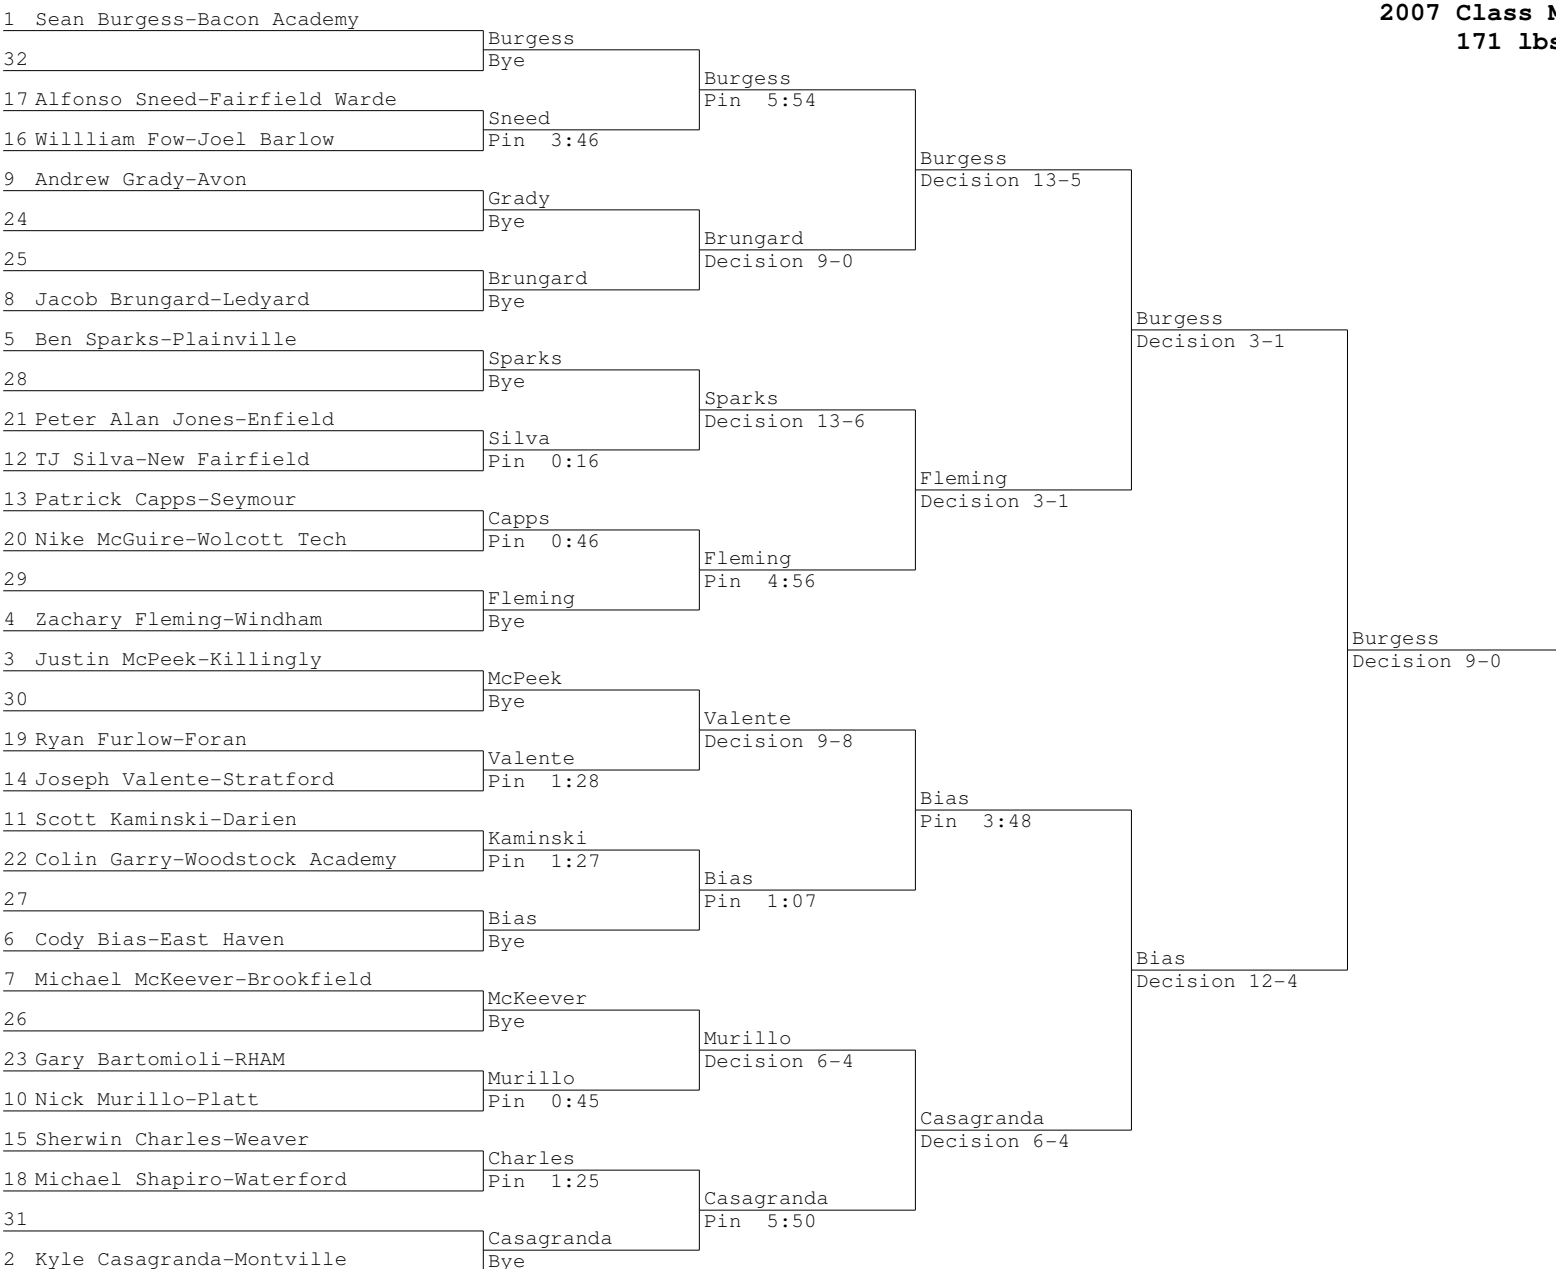 2007 Class M
171 lbs
1 Sean Burgess-Bacon Academy
32
17 Alfonso Sneed-Fairfield Warde
16 Willliam Fow-Joel Barlow
9 Andrew Grady-Avon
24
25
8 Jacob Brungard-Ledyard
5 Ben Sparks-Plainville
28
21 Peter Alan Jones-Enfield
12 TJ Silva-New Fairfield
13 Patrick Capps-Seymour
20 Nike McGuire-Wolcott Tech
29
4 Zachary Fleming-Windham
3 Justin McPeek-Killingly
30
19 Ryan Furlow-Foran
14 Joseph Valente-Stratford
11 Scott Kaminski-Darien
22 Colin Garry-Woodstock Academy
27
6 Cody Bias-East Haven
7 Michael McKeever-Brookfield
26
23 Gary Bartomioli-RHAM
10 Nick Murillo-Platt
15 Sherwin Charles-Weaver
18 Michael Shapiro-Waterford
31
2 Kyle Casagranda-Montville
Burgess
Bye
Sneed
Pin 3:46
Grady
Bye
Brungard
Bye
Sparks
Bye
Silva
Pin 0:16
Capps
Pin 0:46
Fleming
Bye
McPeek
Bye
Valente
Pin 1:28
Kaminski
Pin 1:27
Bias
Bye
McKeever
Bye
Murillo
Pin 0:45
Charles
Pin 1:25
Casagranda
Bye
Burgess
Pin 5:54
Brungard
Decision 9-0
Sparks
Decision 13-6
Fleming
Pin 4:56
Valente
Decision 9-8
Bias
Pin 1:07
Murillo
Decision 6-4
Casagranda
Pin 5:50
Burgess
Decision 13-5
Fleming
Decision 3-1
Bias
Pin 3:48
Casagranda
Decision 6-4
Burgess
Decision 3-1
Bias
Decision 12-4
Burgess
Decision 9-0